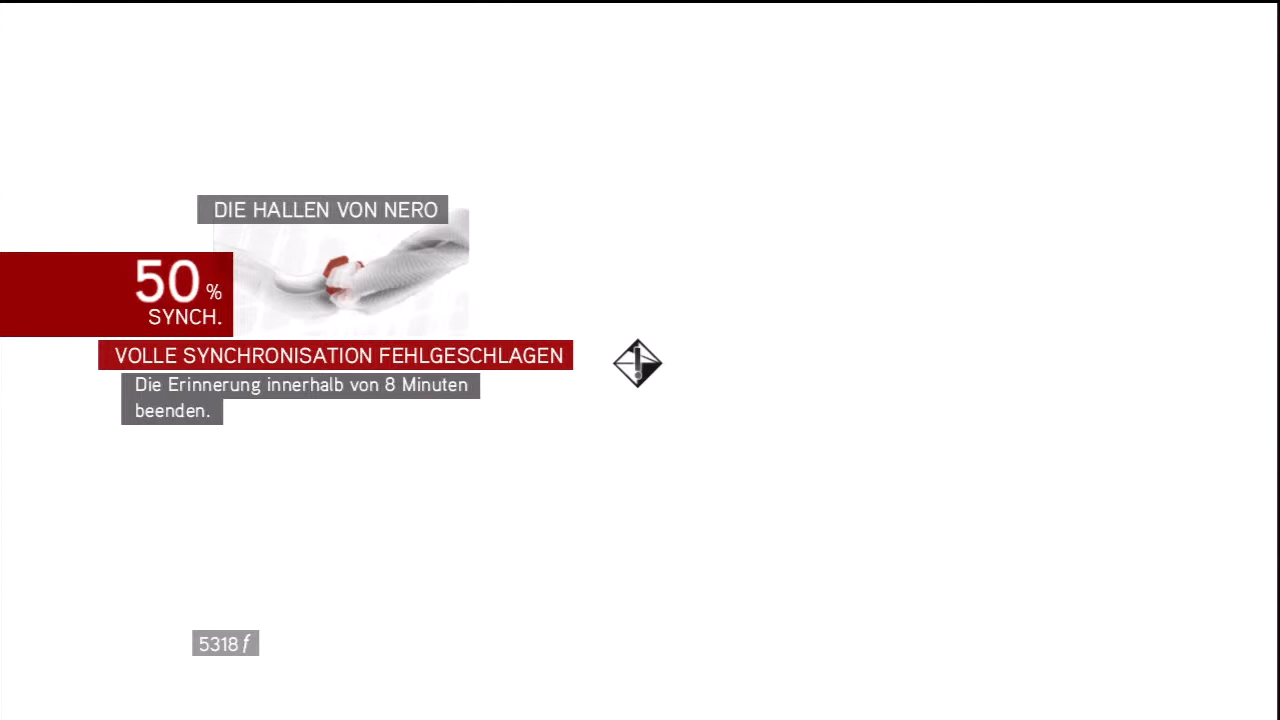 DIE HALLEN VON NERO
50 %
SYNCH.
VOLLE SYNCHRONISATION FEHLGESCHLAGEN
Die Erinnerung innerhalb von 8 Minuten
beenden.
5318 f